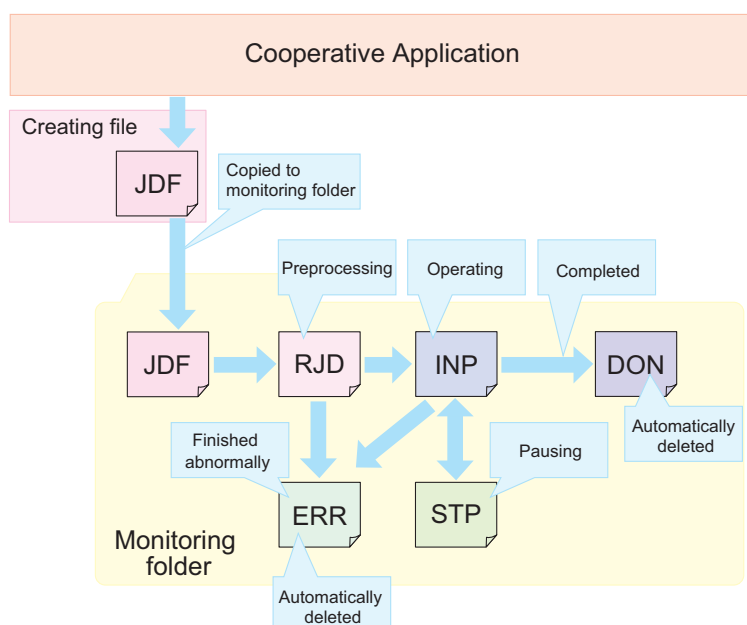 Cooperative Application
Creating file
JDF
Copied to
monitoring folder
Preprocessing
Operating
Completed
JDF
RJD
INP
DON
Automatically
deleted
Finished
abnormally
Pausing
ERR
STP
Monitoring
folder
Automatically
deleted